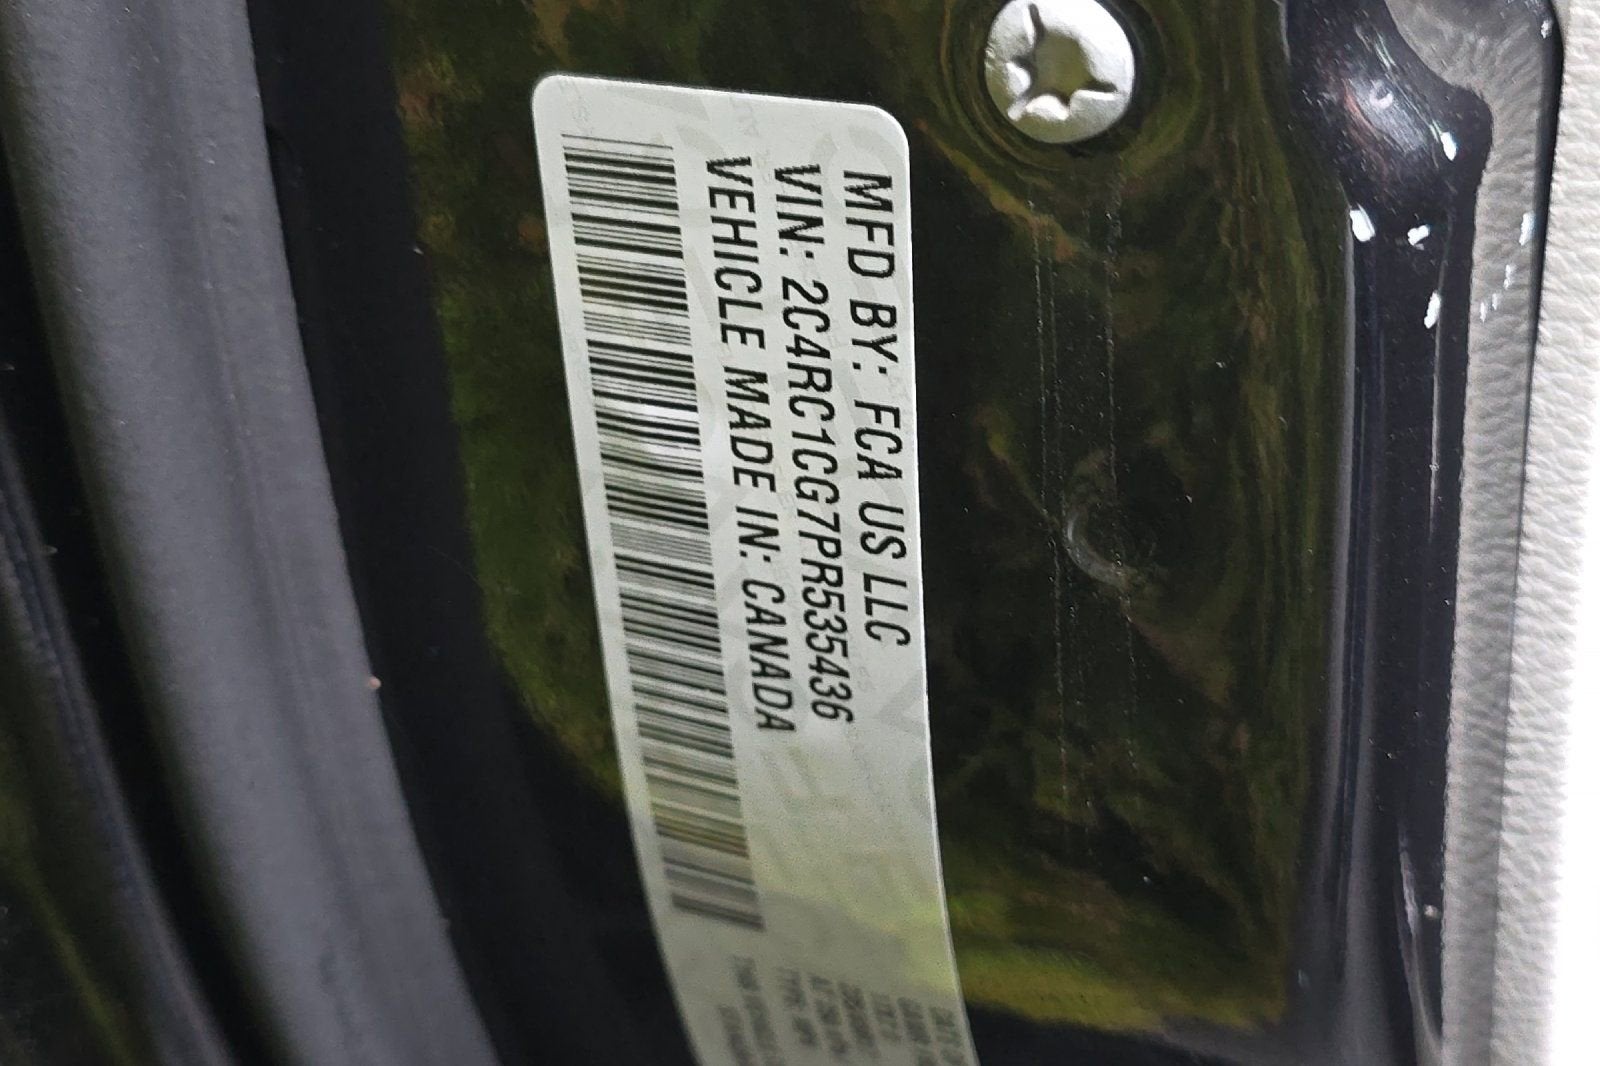 MFD BY: FCA US LLC
VIN: 2C4RC1CG7PR535436
VEHICLE MADE IN: CANADA